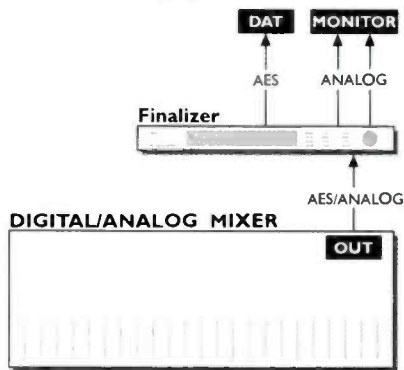 DAT MONITOR
AES ANALOG
Finalizer
AES/ANALOG
DIGITAL/ANALOG MIXER
OUT